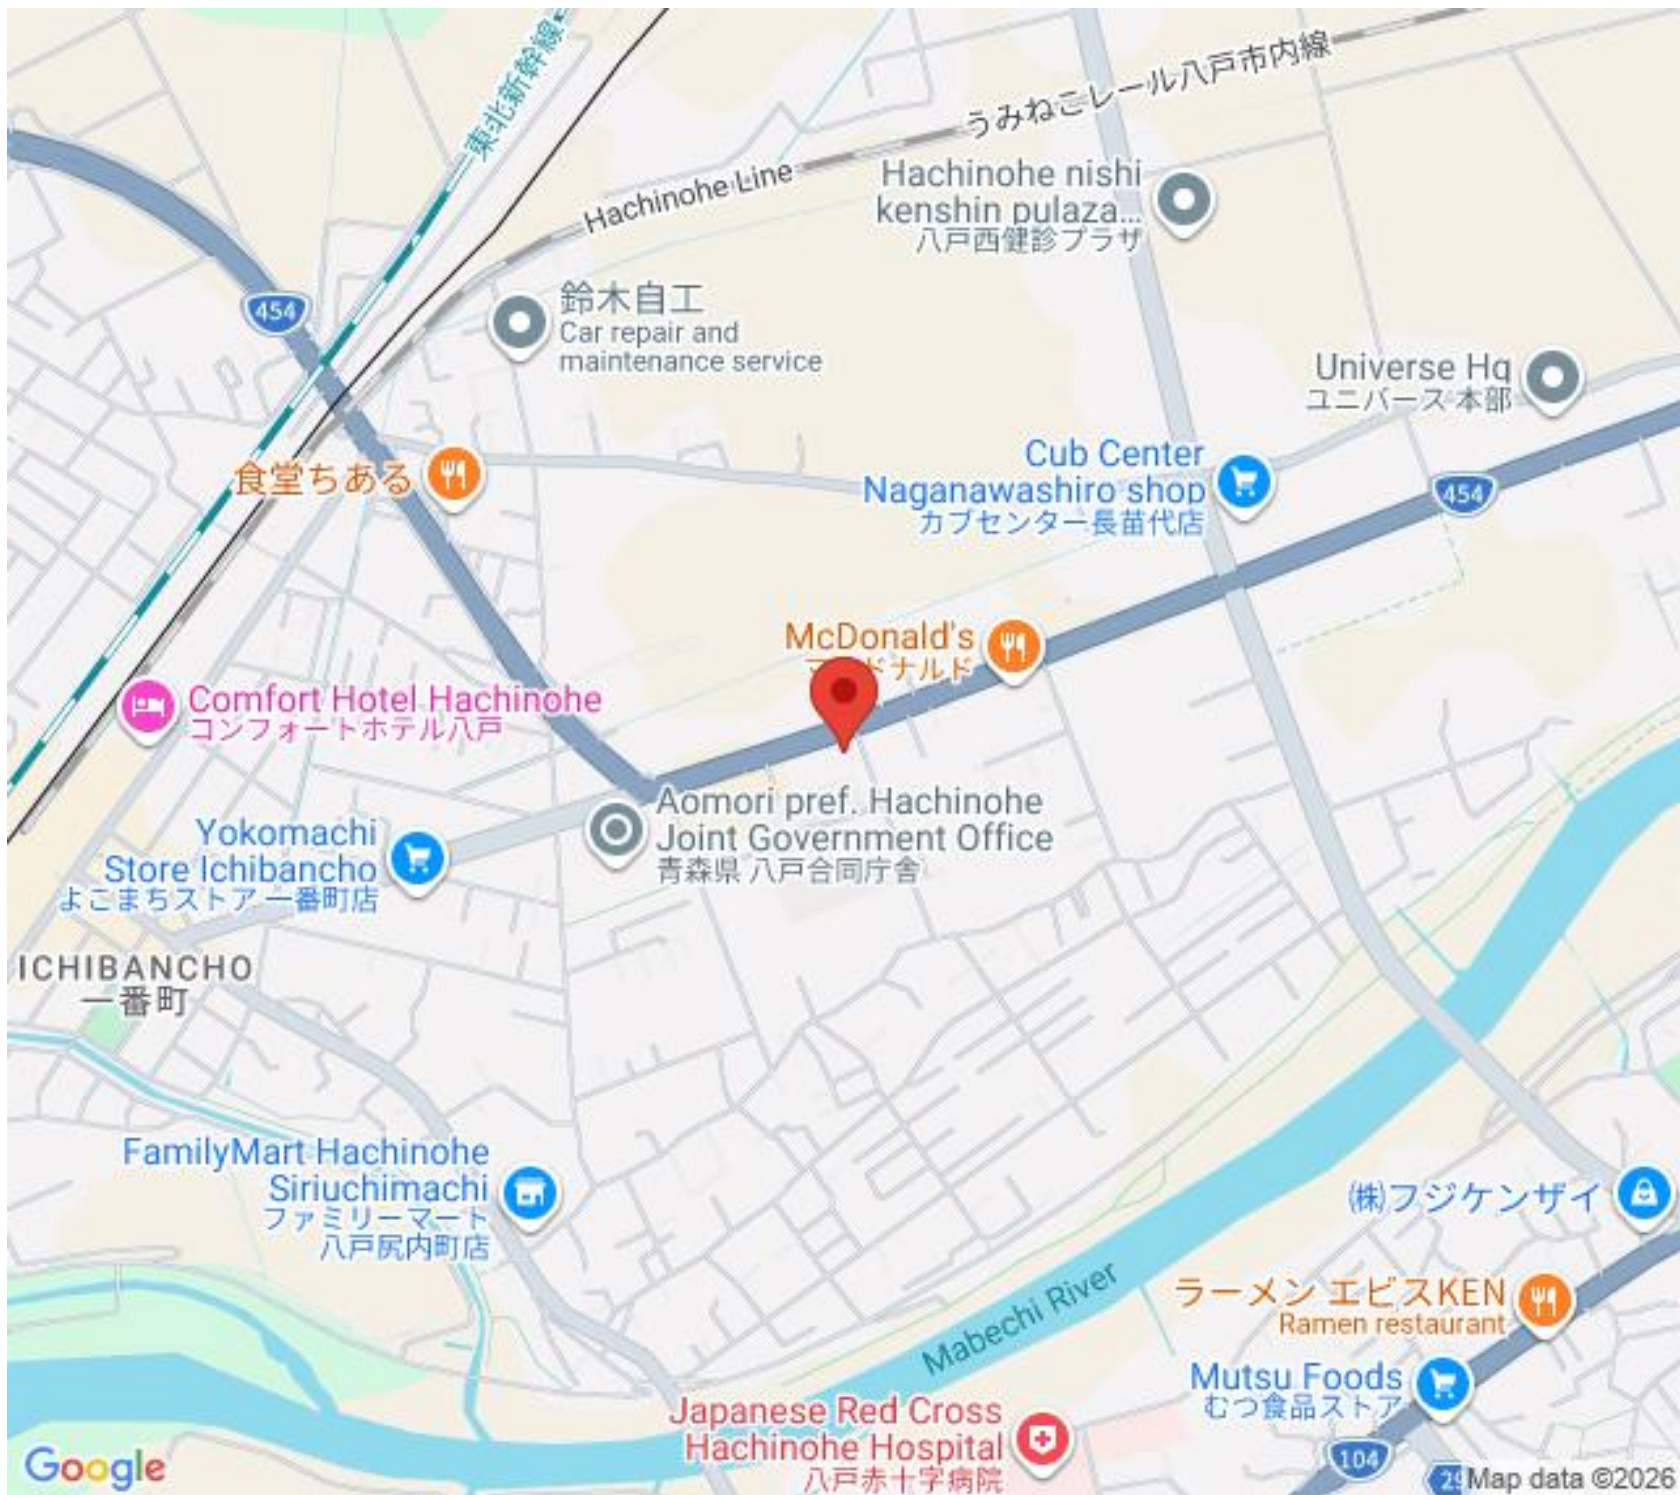 東北新幹線
うみねこレール八戸市内線
Hachinohe Line
Hachinohe nishi
kenshin pulaza...
八戸西健診プラザ
454
鈴木自工
Car repair and
maintenance service
Universe Hq
ユニバース 本部
食堂ちある
Cub Center
Naganawashiro shop
カブセンター長苗代店
454
McDonald's
ドナルド
Comfort Hotel Hachinohe
コンフォートホテル八戸
Aomori pref. Hachinohe
Joint Government Office
青森県 八戸合同庁舎
Yokomachi
Store Ichibancho
よこまちストア 一番町店
ICHIBANCHO
一番町
FamilyMart Hachinohe
Siriuchimachi
ファミリーマート
八戸尻内町店
㈱フジケンザイ
Mabechi River
ラーメン エビスKEN
Ramen restaurant
Mutsu Foods
むつ食品ストア
Japanese Red Cross
Hachinohe Hospital
八戸赤十字病院
104
Google
Map data ©2026